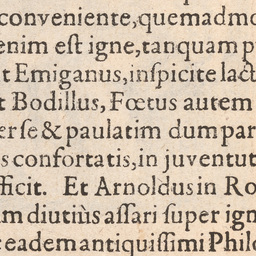 conveniente,quemadmo
enim eſt igne,tanquam p
t Emiganus,inſpicite lact
t Bodillus, Fœtus autem
er ſe & paulatim dum par
s confortatis,in juventut
fficit. Et Arnoldus in Ro
m diutiùs aſſari ſuper ign
eadem antiquiſſimi Philo